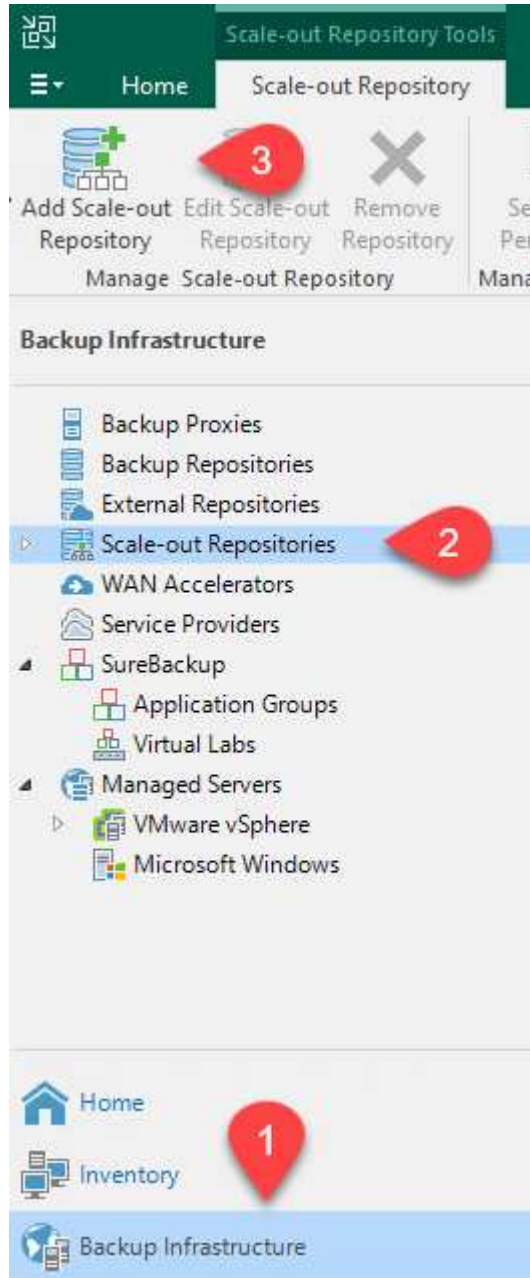 Scale-out Repository Tools
Home
Scale-out Repository
3
Add Scale-out
Repository
Edit Scale-out
Repository
Remove
Repository
Manage Scale-out Repository
Backup Infrastructure
Backup Proxies
Backup Repositories
External Repositories
Scale-out Repositories
2
WAN Accelerators
Service Providers
SureBackup
Application Groups
Virtual Labs
Managed Servers
VMware vSphere
Microsoft Windows
Home
1
Inventory
Backup Infrastructure